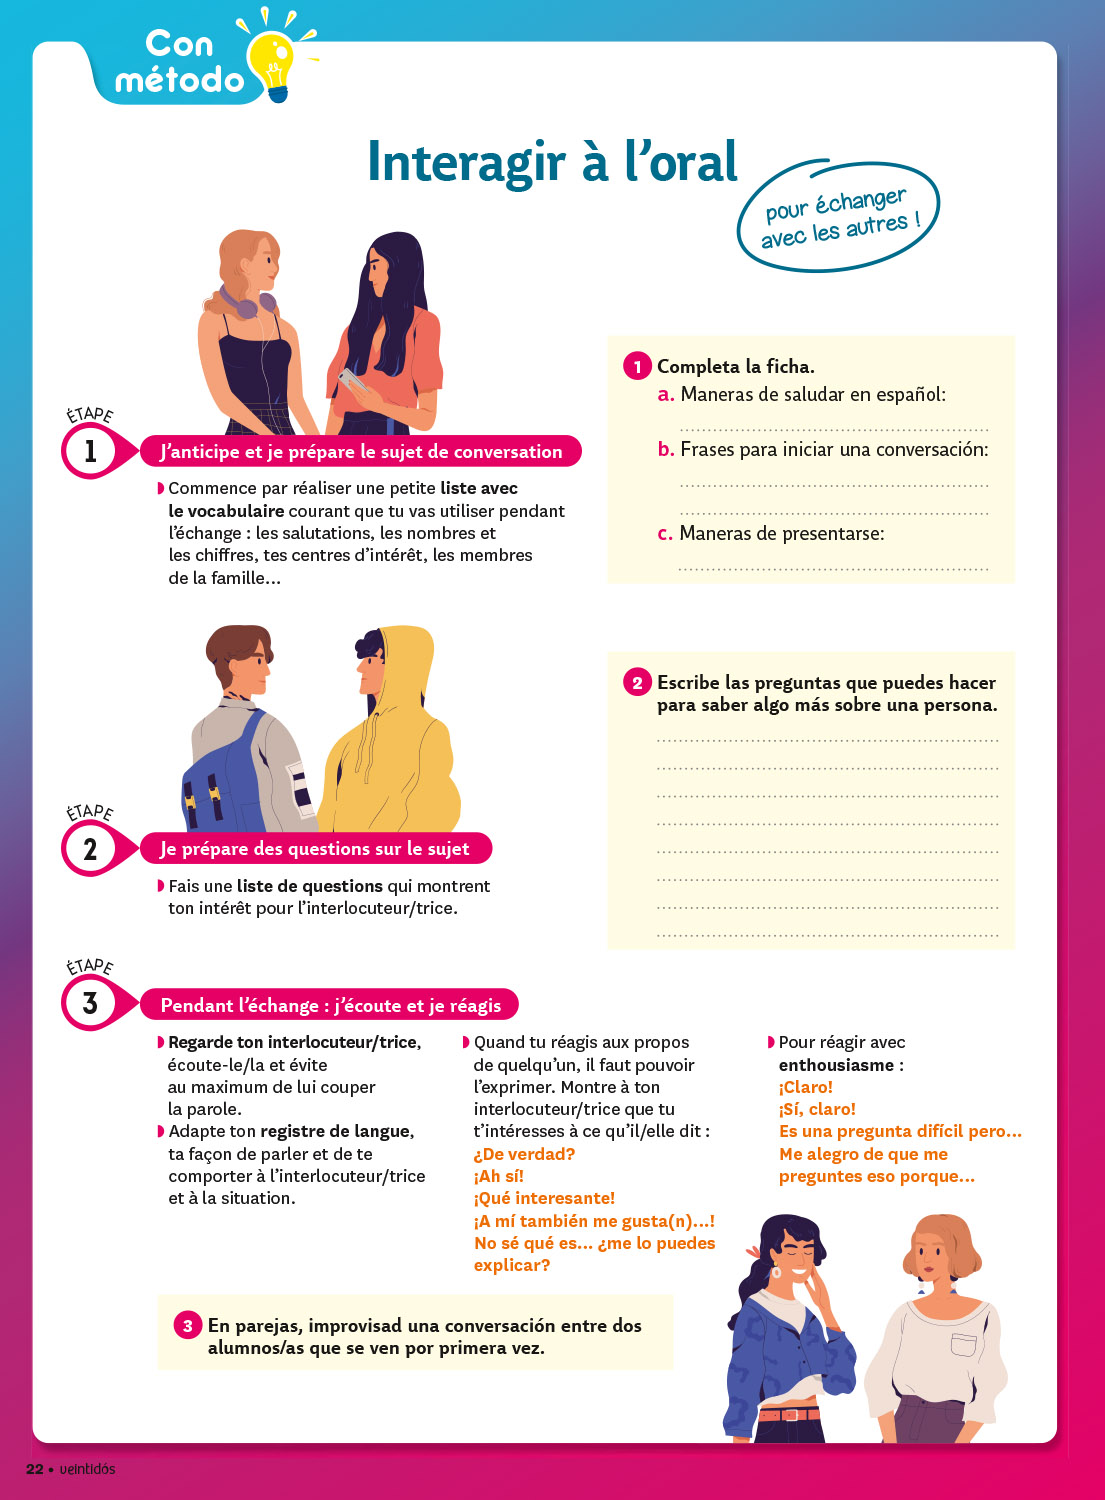 Con
método
Interagir à l'oral
pour échanger
avec les autres !
ÉTAPE
1
J'anticipe et je prépare le sujet de conversation
Commence par réaliser une petite liste avec
le vocabulaire courant que tu vas utiliser pendant
l'échange : les salutations, les nombres et
les chiffres, tes centres d'intérêt, les membres
de la famille…
1 Completa la ficha.
a. Maneras de saludar en español:
b. Frases para iniciar una conversación:
c. Maneras de presentarse:
ÉTAPE
2
Je prépare des questions sur le sujet
Fais une liste de questions qui montrent
ton intérêt pour l'interlocuteur/trice.
2 Escribe las preguntas que puedes hacer
para saber algo más sobre una persona.
ÉTAPE
3
Pendant l'échange : j'écoute et je réagis
Regarde ton interlocuteur/trice,
écoute-le/la et évite
au maximum de lui couper
la parole.
Adapte ton registre de langue,
ta façon de parler et de te
comporter à l'interlocuteur/trice
et à la situation.
Quand tu réagis aux propos
de quelqu'un, il faut pouvoir
l'exprimer. Montre à ton
interlocuteur/trice que tu
t'intéresses à ce qu'il/elle dit :
¿De verdad?
¡Ah sí!
¡Qué interesante!
¡A mí también me gusta(n)…!
No sé qué es… ¿me lo puedes
explicar?
Pour réagir avec
enthousiasme :
¡Claro!
¡Sí, claro!
Es una pregunta difícil pero…
Me alegro de que me
preguntes eso porque…
3 En parejas, improvisad una conversación entre dos
alumnos/as que se ven por primera vez.
22 • veintidós